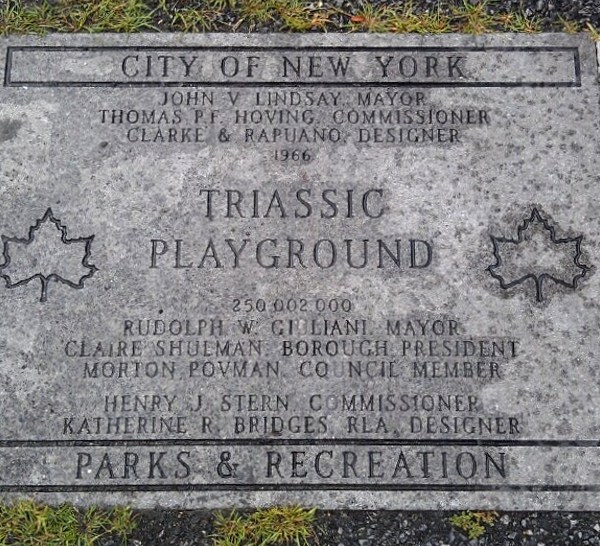 CITY OF NEW YORK
JOHN V. LINDSAY, MAYOR
THOMAS P.F. HOVING, COMMISSIONER
CLARKE & RAPUANO, DESIGNER
1966
TRIASSIC
PLAYGROUND
250,002,000
RUDOLPH W. GIULIANI, MAYOR
CLAIRE SHULMAN, BOROUGH PRESIDENT
MORTON POVMAN, COUNCIL MEMBER
HENRY J. STERN, COMMISSIONER
KATHERINE R. BRIDGES, RLA, DESIGNER
PARKS & RECREATION